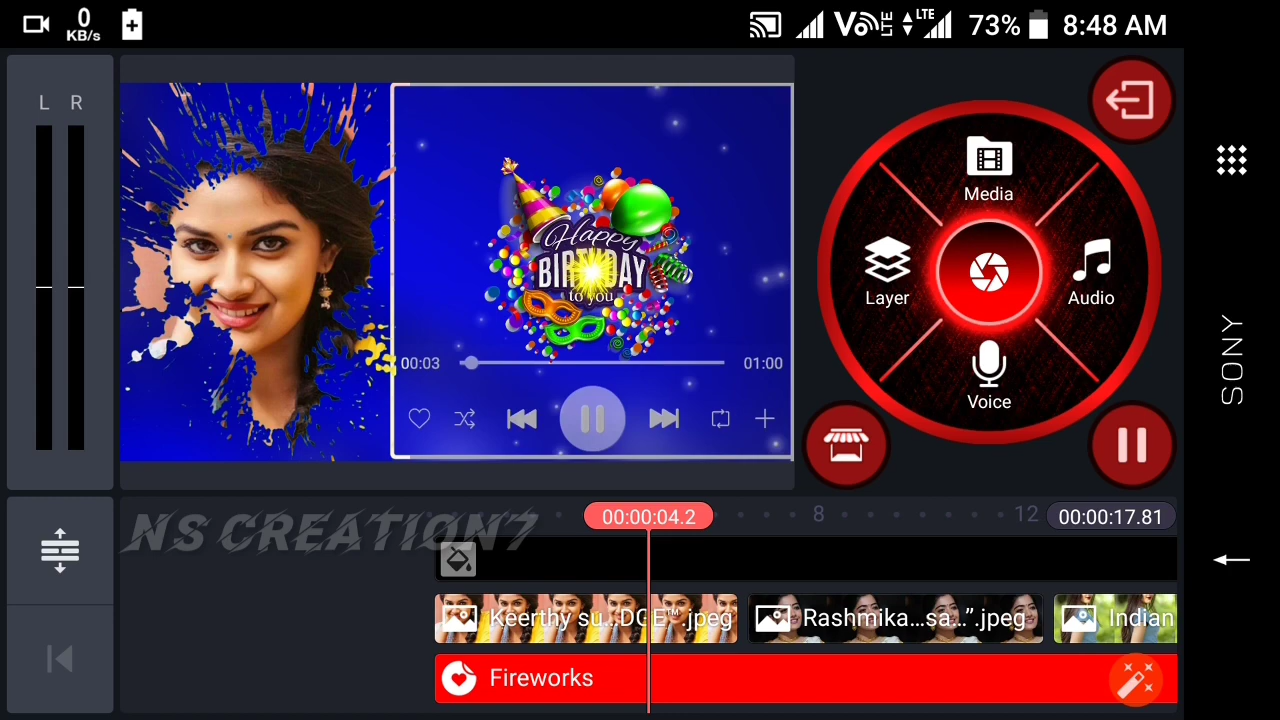 0
KB/s
VoLTE
LTE
73%
8:48 AM
L R
Happy
BIRTHDAY
to you
00:03
01:00
Media
Layer
Audio
Voice
SONY
NS CREATION7
00:00:04.2
8
12
00:00:17.81
Keerthy su...DGE™.jpeg
Rashmika...sa...”.jpeg
Indian
Fireworks